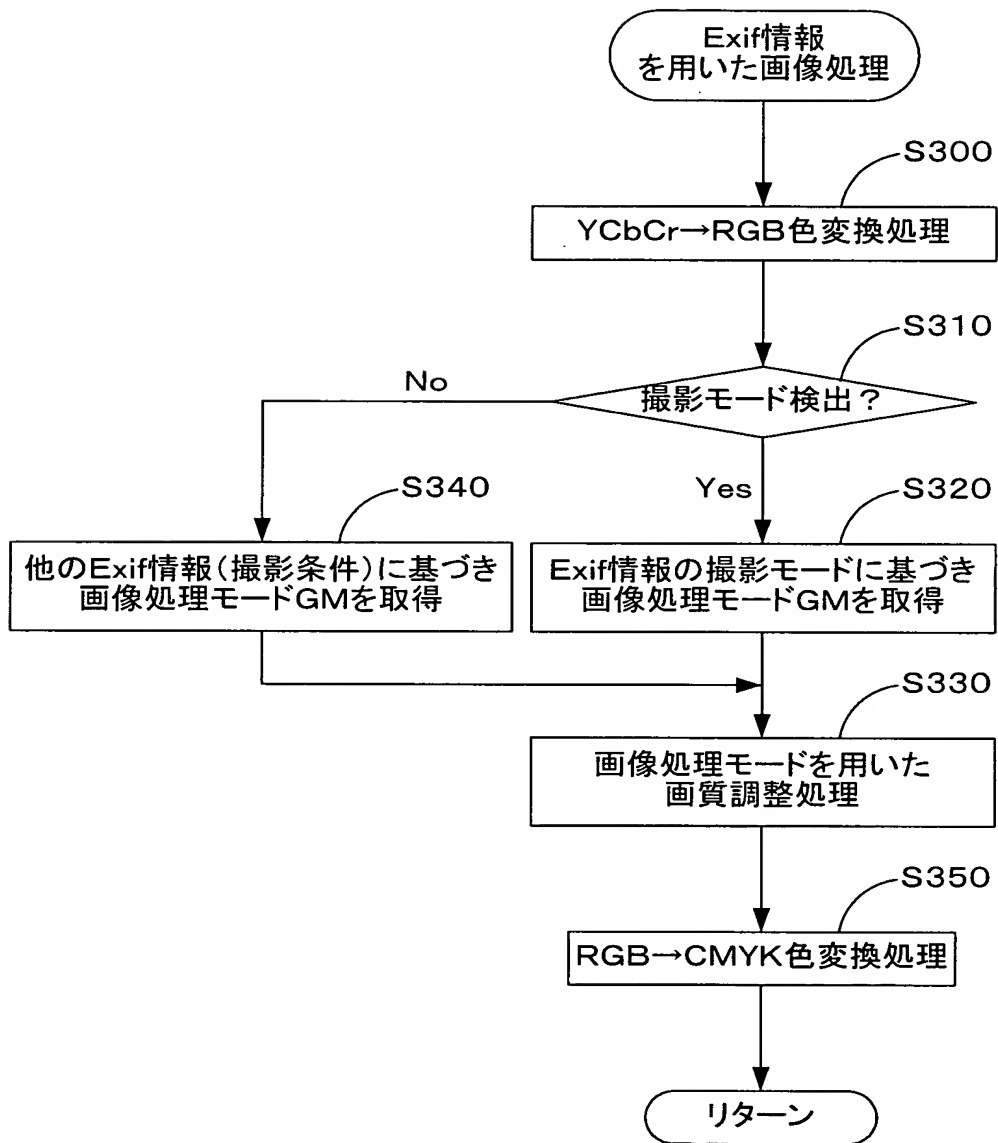 Exif情報
を用いた画像処理
S300
YCbCr→RGB色変換処理
S310
撮影モード検出?
No
Yes
S340
他のExif情報(撮影条件)に基づき
画像処理モードGMを取得
S320
Exif情報の撮影モードに基づき
画像処理モードGMを取得
S330
画像処理モードを用いた
画質調整処理
S350
RGB→CMYK色変換処理
リターン